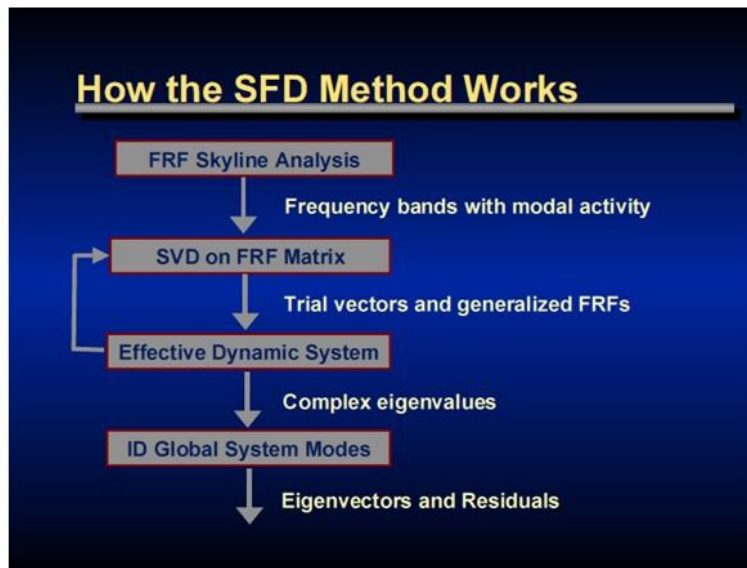 How the SFD Method Works
FRF Skyline Analysis
Frequency bands with modal activity
SVD on FRF Matrix
Trial vectors and generalized FRFs
Effective Dynamic System
Complex eigenvalues
ID Global System Modes
Eigenvectors and Residuals